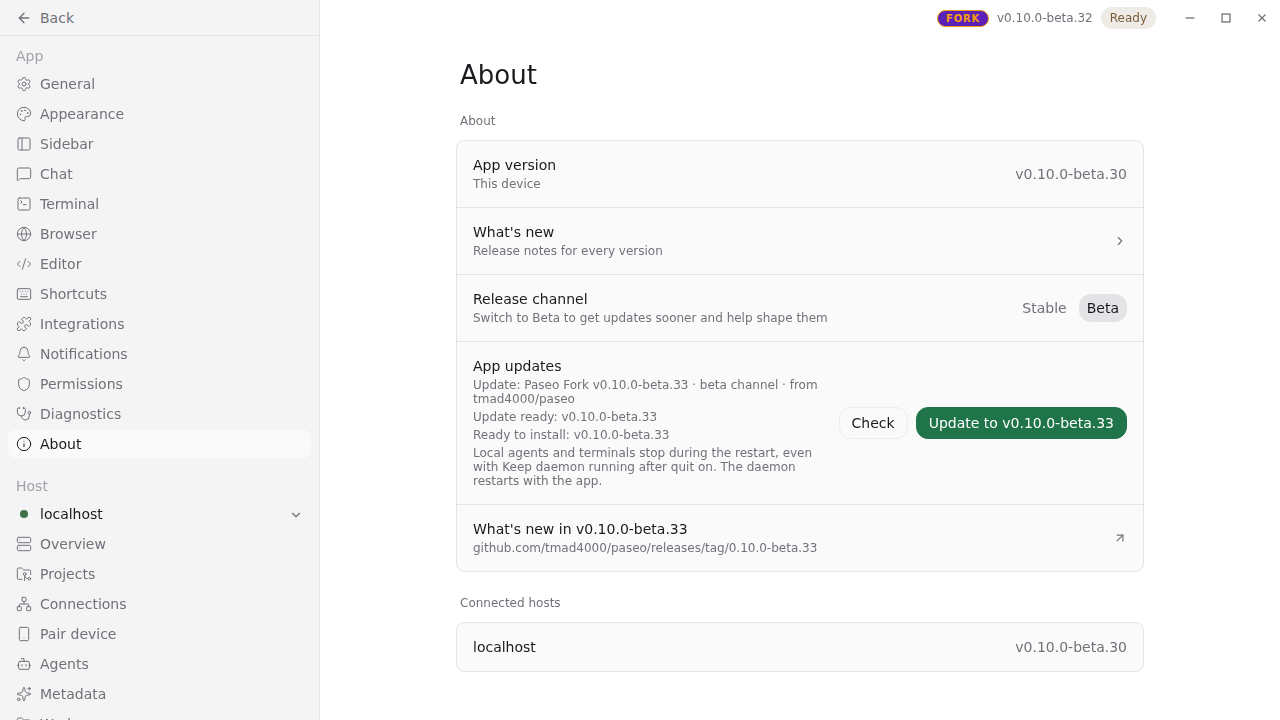 Back
FORK v0.10.0-beta.32 Ready
App
General
Appearance
Sidebar
Chat
Terminal
Browser
Editor
Shortcuts
Integrations
Notifications
Permissions
Diagnostics
About
Host
localhost
Overview
Projects
Connections
Pair device
Agents
Metadata
About
About
App version
This device
v0.10.0-beta.30
What's new
Release notes for every version
Release channel
Switch to Beta to get updates sooner and help shape them
Stable Beta
App updates
Update: Paseo Fork v0.10.0-beta.33 · beta channel · from
tmad4000/paseo
Update ready: v0.10.0-beta.33
Ready to install: v0.10.0-beta.33
Local agents and terminals stop during the restart, even
with Keep daemon running after quit on. The daemon
restarts with the app.
Check Update to v0.10.0-beta.33
What's new in v0.10.0-beta.33
github.com/tmad4000/paseo/releases/tag/0.10.0-beta.33
Connected hosts
localhost v0.10.0-beta.30